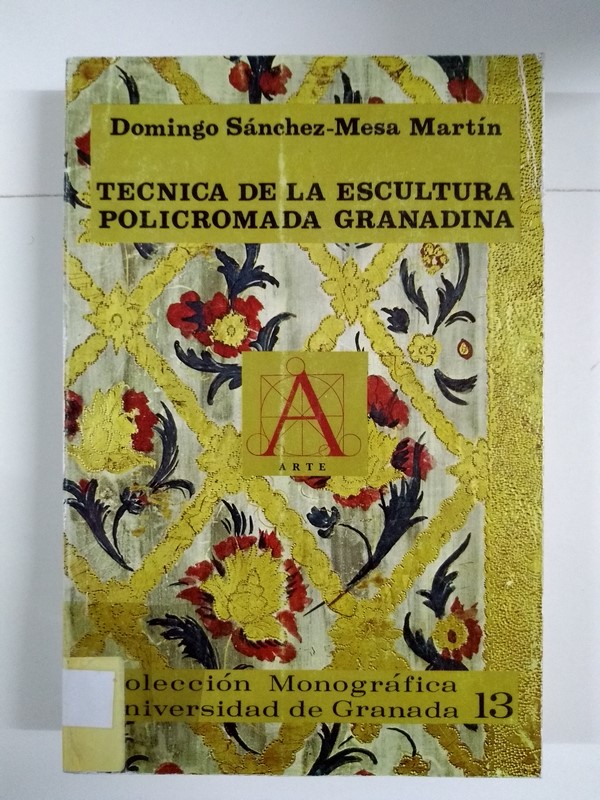 Domingo Sánchez-Mesa Martín
TECNICA DE LA ESCULTURA
POLICROMADA GRANADINA
A
ARTE
olección Monográfica
niversidad de Granada 13